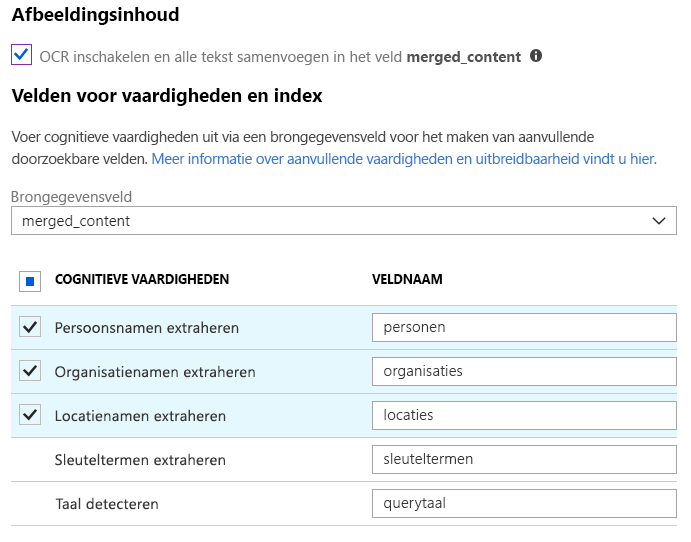 Afbeeldingsinhoud
OCR inschakelen en alle tekst samenvoegen in het veld merged_content
Velden voor vaardigheden en index
Voer cognitieve vaardigheden uit via een brongegevensveld voor het maken van aanvullende
doorzoekbare velden. Meer informatie over aanvullende vaardigheden en uitbreidbaarheid vindt u hier.
Brongegevensveld
merged_content
COGNITIEVE VAARDIGHEDEN VELDNAAM
Persoonsnamen extraheren personen
Organisatienamen extraheren organisaties
Locatienamen extraheren locaties
Sleuteltermen extraheren sleuteltermen
Taal detecteren querytaal